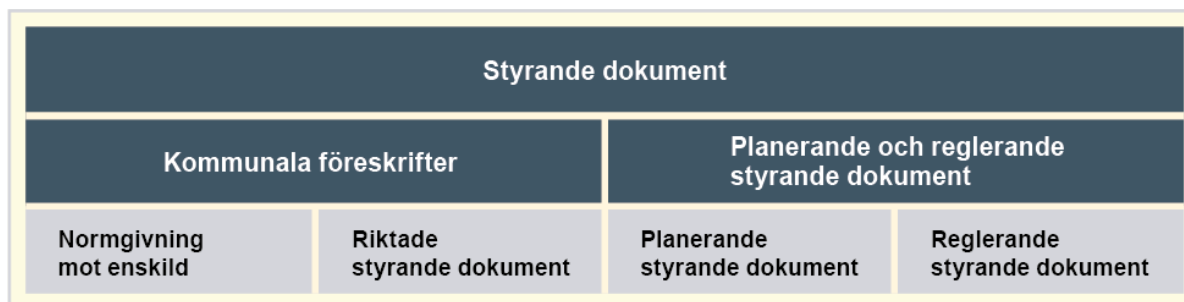 Styrande dokument
Kommunala föreskrifter
Planerande och reglerande
styrande dokument
Normgivning
mot enskild
Riktade
styrande dokument
Planerande
styrande dokument
Reglerande
styrande dokument